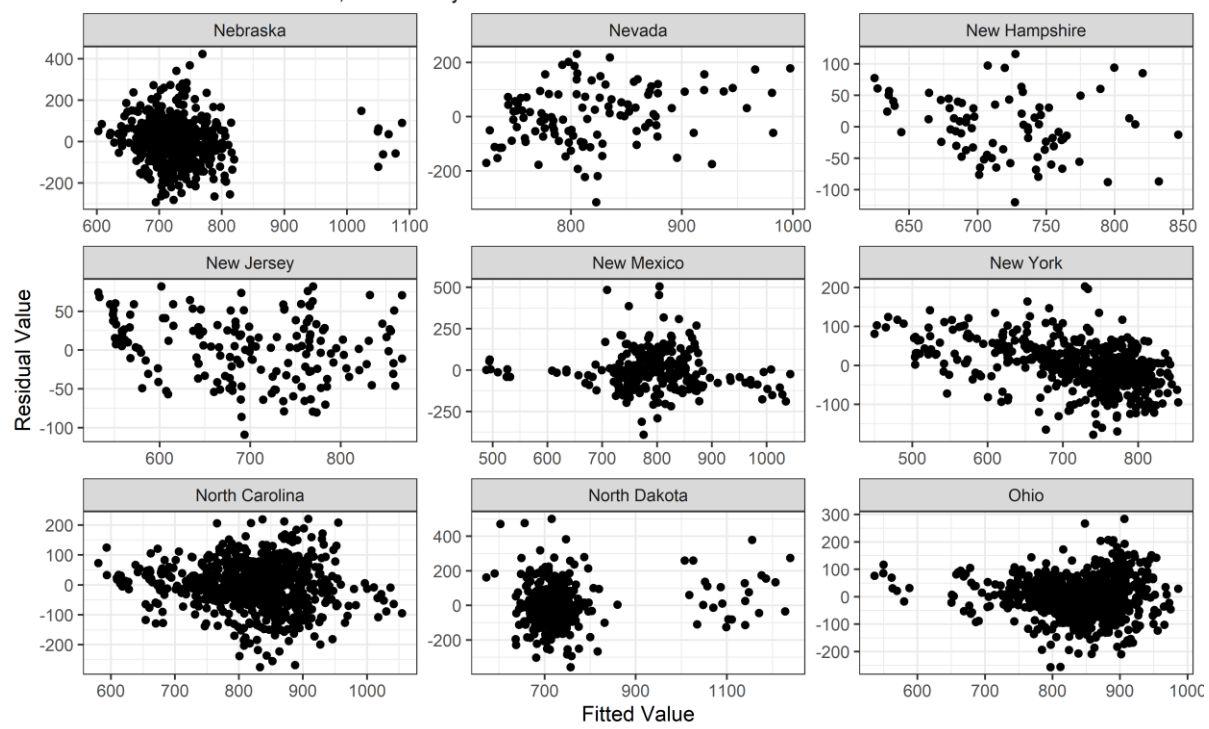 Nebraska Nevada New Hampshire
400 200 0 -200
600 700 800 900 1000 1100
200 0 -200
800 900 1000
100 50 0 -50 -100
650 700 750 800 850
New Jersey New Mexico New York
50 0 -50 -100
600 700 800
500 250 0 -250
500 600 700 800 900 1000
200 100 0 -100
500 600 700 800
Residual Value
North Carolina North Dakota Ohio
200 100 0 -100 -200
600 700 800 900 1000
400 200 0 -200
700 900 1100
300 200 100 0 -100 -200
600 700 800 900 1000
Fitted Value